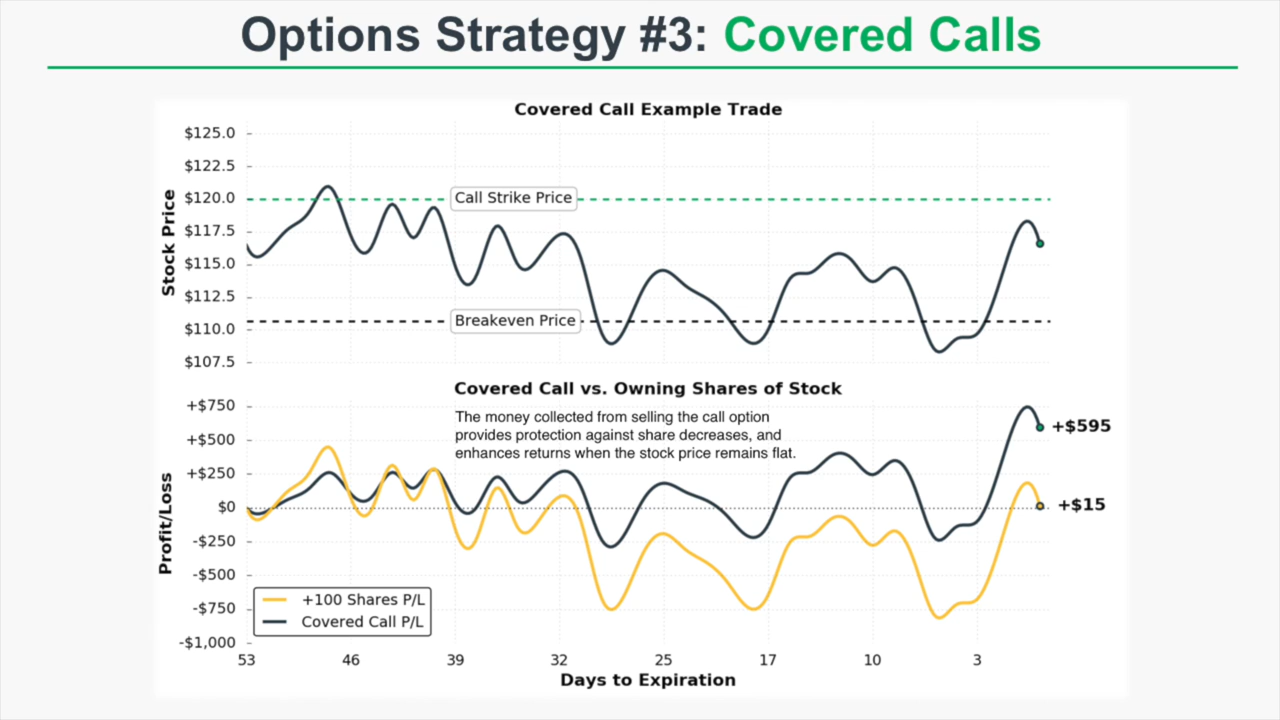 Options Strategy #3: Covered Calls
Covered Call Example Trade
Stock Price
$125.0
$122.5
$120.0
$117.5
$115.0
$112.5
$110.0
$107.5
Call Strike Price
Breakeven Price
Covered Call vs. Owning Shares of Stock
The money collected from selling the call option
provides protection against share decreases, and
enhances returns when the stock price remains flat.
Profit/Loss
+$750
+$500
+$250
$0
-$250
-$500
-$750
-$1,000
+$595
+$15
+100 Shares P/L
Covered Call P/L
53 46 39 32 25 17 10 3
Days to Expiration